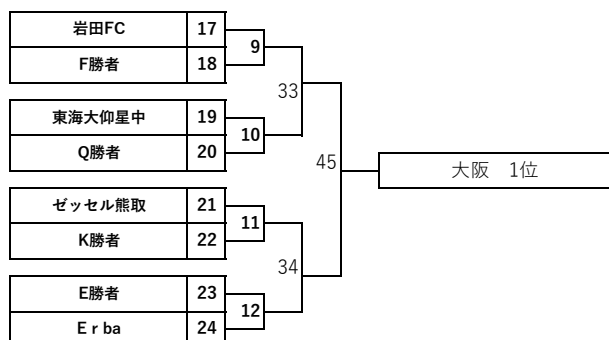 岩田FC 17
9
F勝者 18
33
東海大仰星中 19
10
Q勝者 20
45
大阪 1位
ゼッセル熊取 21
11
K勝者 22
34
E勝者 23
12
E r ba 24